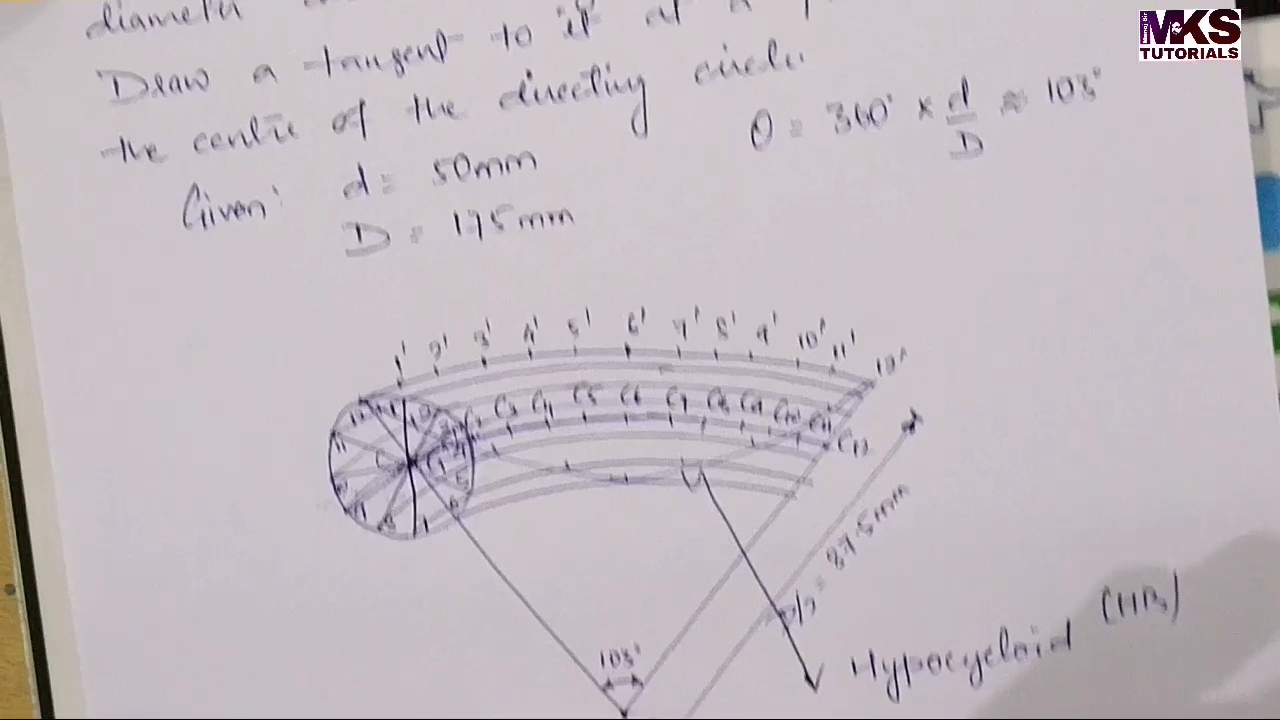 MKS
TUTORIALS
diameter
Draw a tangent to it at a
the centre of the directing circle.
θ = 360° × d/D ≈ 103°
Given: d = 50mm
D = 175mm
1' 2' 3' 4' 5' 6' 7' 8' 9' 10' 11' 12'
C2 C3 C4 C5 C6 C7 C8 C9 C10 C11 C12
D/2 = 87.5mm
103°
Hypocycloid (HB)